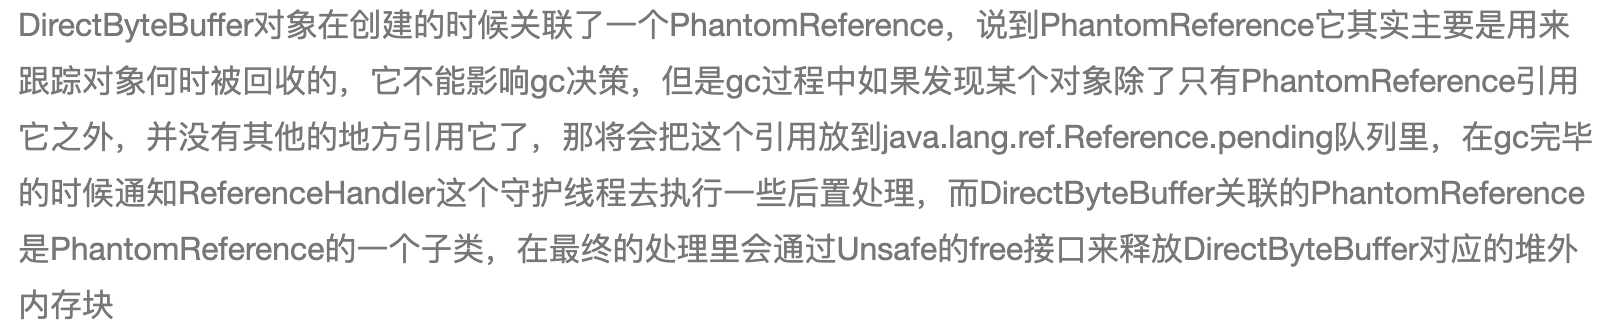 DirectByteBuffer对象在创建的时候关联了一个PhantomReference，说到PhantomReference它其实主要是用来
跟踪对象何时被回收的，它不能影响gc决策，但是gc过程中如果发现某个对象除了只有PhantomReference引用
它之外，并没有其他的地方引用它了，那将会把这个引用放到java.lang.ref.Reference.pending队列里，在gc完毕
的时候通知ReferenceHandler这个守护线程去执行一些后置处理，而DirectByteBuffer关联的PhantomReference
是PhantomReference的一个子类，在最终的处理里会通过Unsafe的free接口来释放DirectByteBuffer对应的堆外
内存块